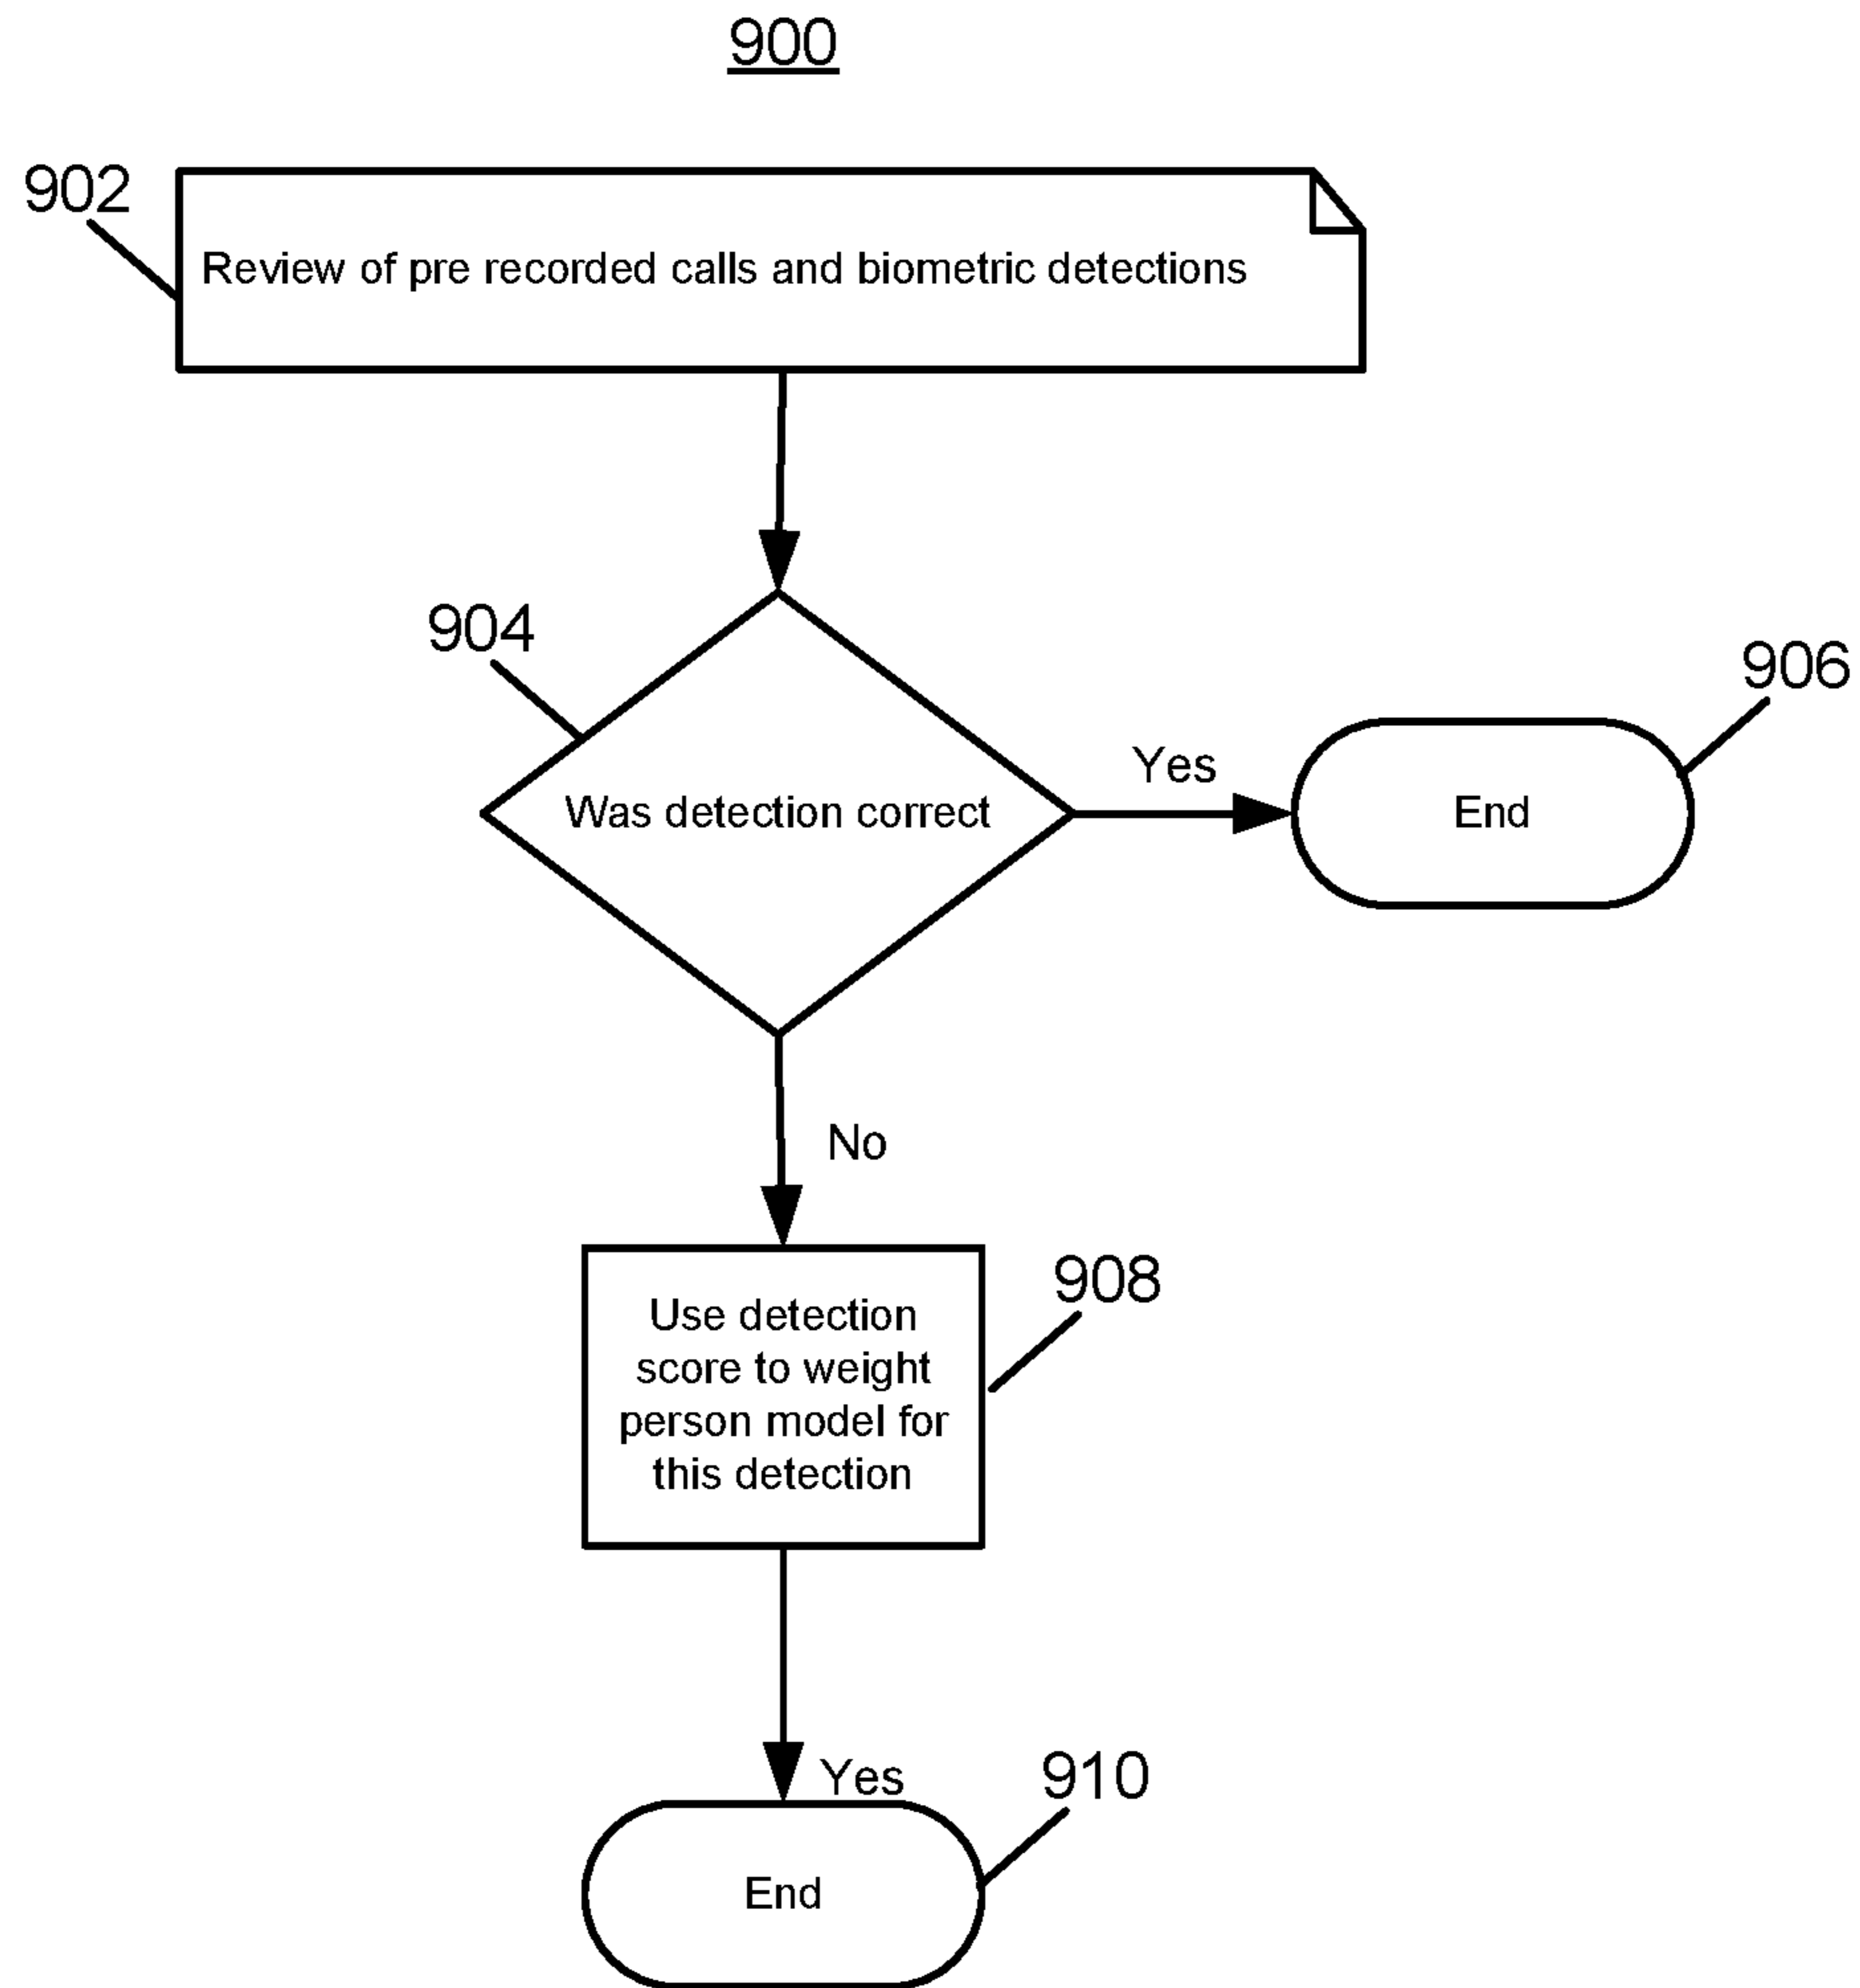 900
902
Review of pre recorded calls and biometric detections
904
906
Yes
Was detection correct
End
No
908
Use detection
score to weight
person model for
this detection
Yes
910
End